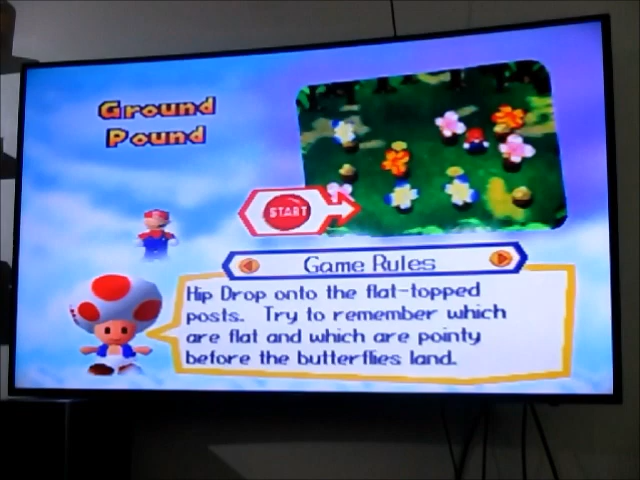 Ground
Pound
START
Game Rules
Hip Drop onto the flat-topped
posts. Try to remember which
are flat and which are pointy
before the butterflies land.